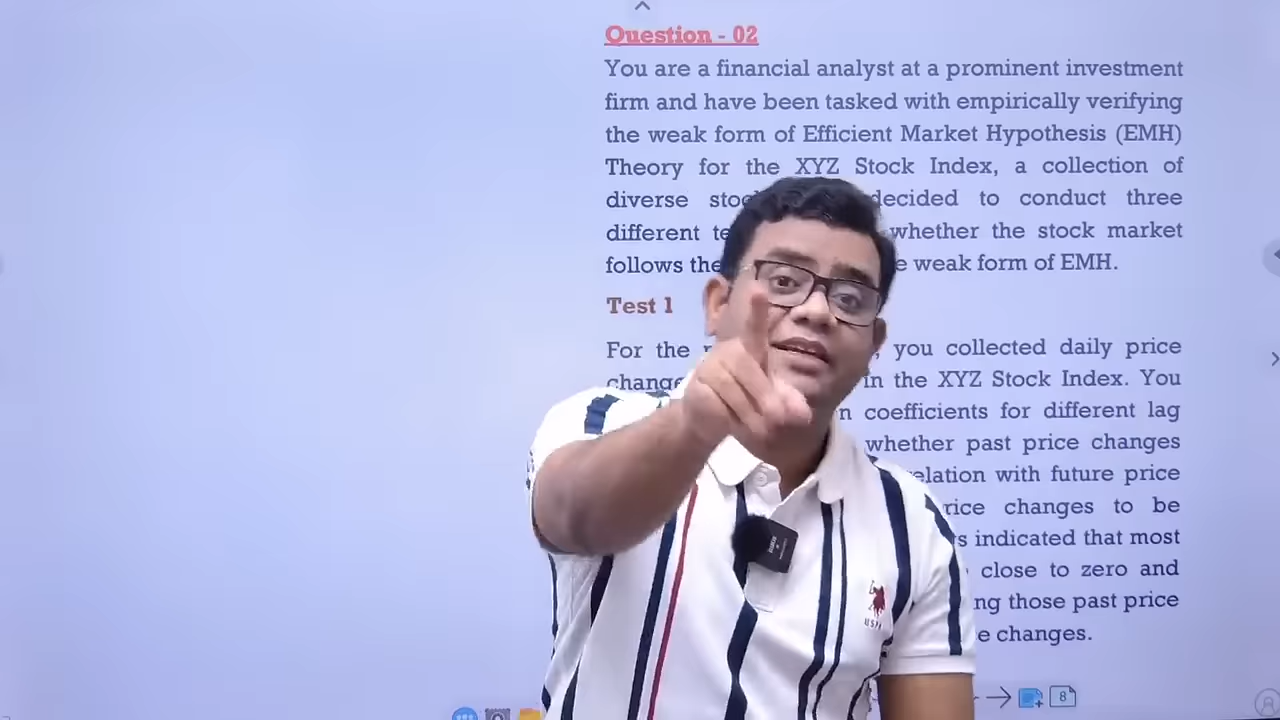 Question - 02
You are a financial analyst at a prominent investment
firm and have been tasked with empirically verifying
the weak form of Efficient Market Hypothesis (EMH)
Theory for the XYZ Stock Index, a collection of
diverse decided to conduct three
different whether the stock market
follows the weak form of EMH.
Test 1
For the you collected daily price
in the XYZ Stock Index. You
coefficients for different lag
whether past price changes
with future price
changes to be
indicated that most
close to zero and
those past price
changes.
8